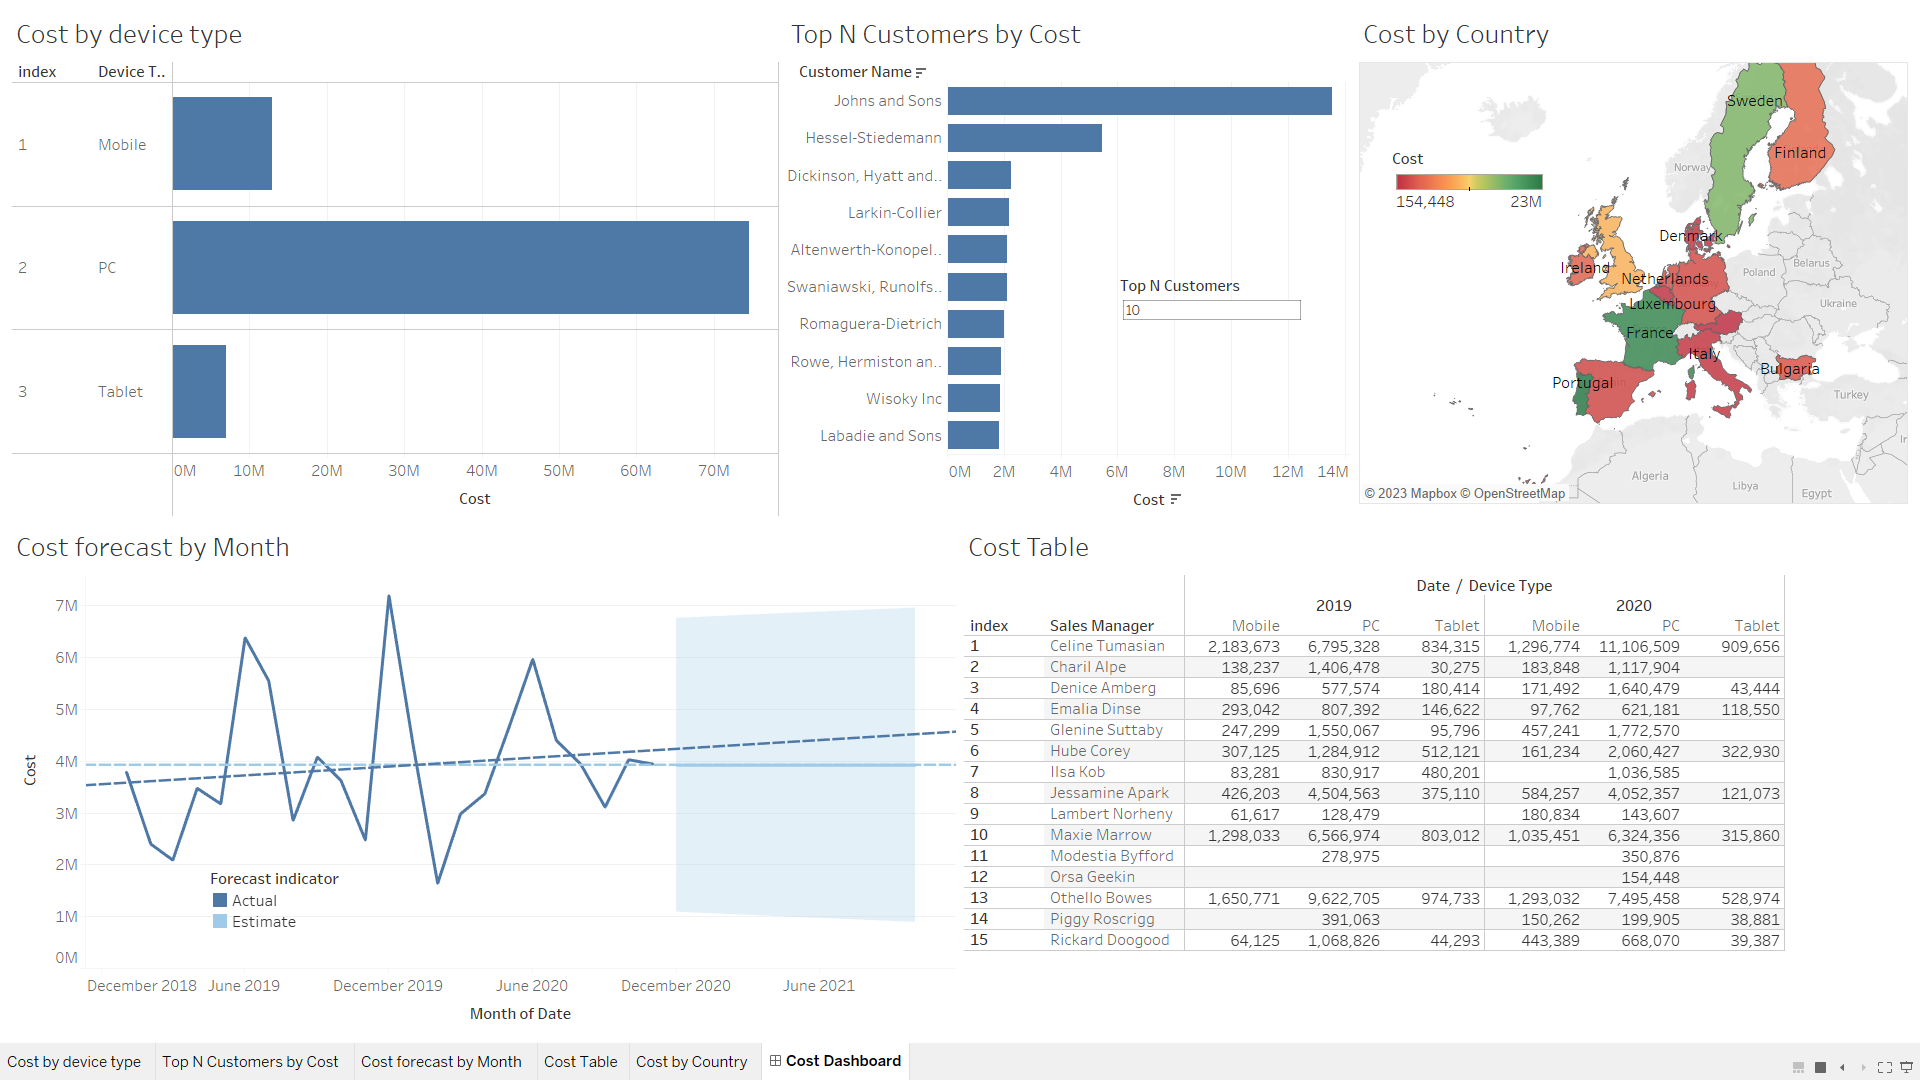 Cost by device type
index Device T..
1 Mobile
2 PC
3 Tablet
0M 10M 20M 30M 40M 50M 60M 70M
Cost
Top N Customers by Cost
Customer Name
Johns and Sons
Hessel-Stiedemann
Dickinson, Hyatt and..
Larkin-Collier
Altenwerth-Konopel..
Swaniawski, Runolfs..
Romaguera-Dietrich
Rowe, Hermiston an..
Wisoky Inc
Labadie and Sons
0M 2M 4M 6M 8M 10M 12M 14M
Cost
Top N Customers
10
Cost by Country
Cost
154,448 23M
Sweden
Finland
Norway
Denmark
Ireland
Netherlands
Poland
Belarus
Luxembourg
Ukraine
France
Italy
Portugal
Bulgaria
Turkey
Algeria
Libya
Egypt
Ir
© 2023 Mapbox © OpenStreetMap
Cost forecast by Month
7M
6M
5M
4M
3M
2M
1M
0M
Cost
Forecast indicator
Actual
Estimate
December 2018 June 2019 December 2019 June 2020 December 2020 June 2021
Month of Date
Cost Table
Date / Device Type
2019 2020
index Sales Manager Mobile PC Tablet Mobile PC Tablet
1 Celine Tumasian 2,183,673 6,795,328 834,315 1,296,774 11,106,509 909,656
2 Charil Alpe 138,237 1,406,478 30,275 183,848 1,117,904
3 Denice Amberg 85,696 577,574 180,414 171,492 1,640,479 43,444
4 Emalia Dinse 293,042 807,392 146,622 97,762 621,181 118,550
5 Glenine Suttaby 247,299 1,550,067 95,796 457,241 1,772,570
6 Hube Corey 307,125 1,284,912 512,121 161,234 2,060,427 322,930
7 Ilsa Kob 83,281 830,917 480,201 1,036,585
8 Jessamine Apark 426,203 4,504,563 375,110 584,257 4,052,357 121,073
9 Lambert Norheny 61,617 128,479 180,834 143,607
10 Maxie Marrow 1,298,033 6,566,974 803,012 1,035,451 6,324,356 315,860
11 Modestia Byfford 278,975 350,876
12 Orsa Geekin 154,448
13 Othello Bowes 1,650,771 9,622,705 974,733 1,293,032 7,495,458 528,974
14 Piggy Roscrigg 391,063 150,262 199,905 38,881
15 Rickard Doogood 64,125 1,068,826 44,293 443,389 668,070 39,387
Cost by device type Top N Customers by Cost Cost forecast by Month Cost Table Cost by Country Cost Dashboard